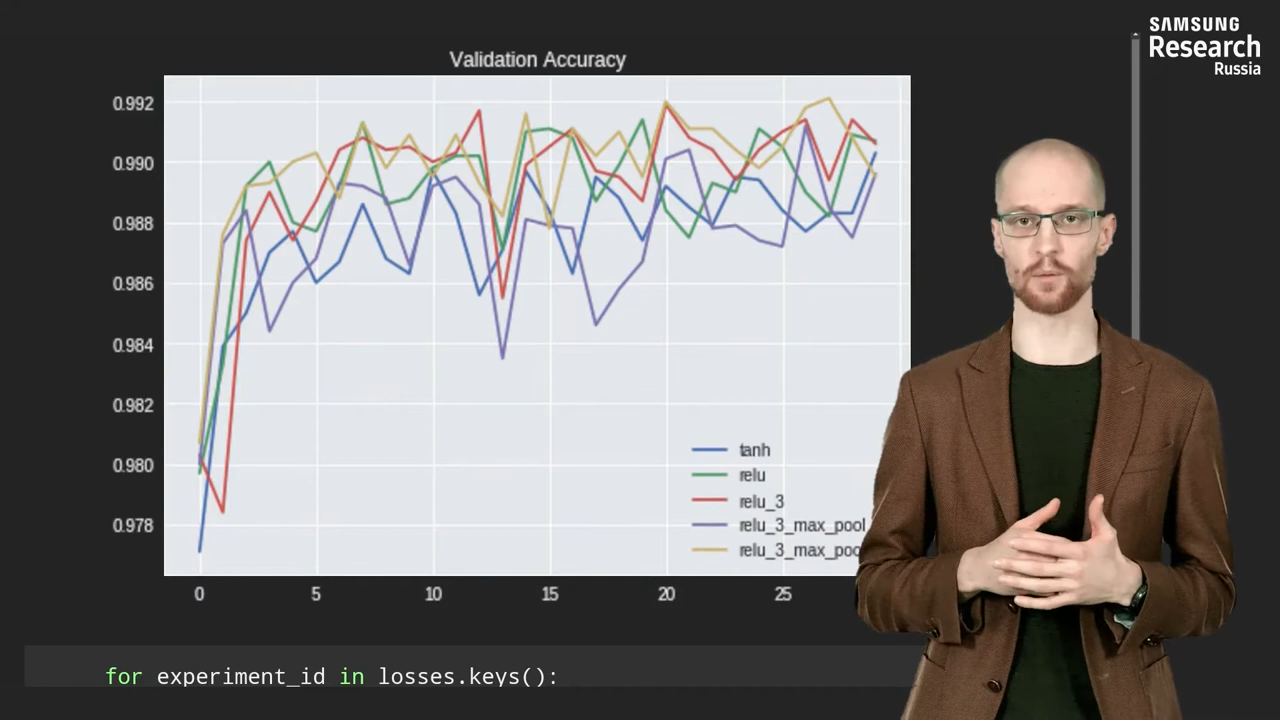 SAMSUNG
Research
Russia
Validation Accuracy
0.992
0.990
0.988
0.986
0.984
0.982
0.980
0.978
tanh
relu
relu_3
relu_3_max_pool
0 5 10 15 20 25
for experiment_id in losses.keys():